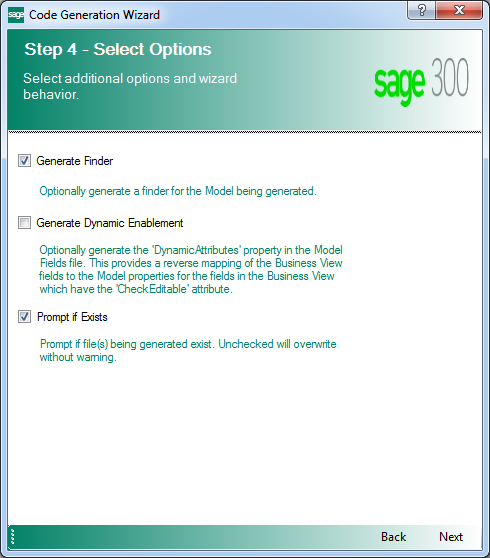 sage Code Generation Wizard
?
Step 4 - Select Options
Select additional options and wizard
behavior.
sage 300
Generate Finder
Optionally generate a finder for the Model being generated.
Generate Dynamic Enablement
Optionally generate the 'DynamicAttributes' property in the Model
Fields file. This provides a reverse mapping of the Business View
fields to the Model properties for the fields in the Business View
which have the 'CheckEditable' attribute.
Prompt if Exists
Prompt if file(s) being generated exist. Unchecked will overwrite
without warning.
Back Next